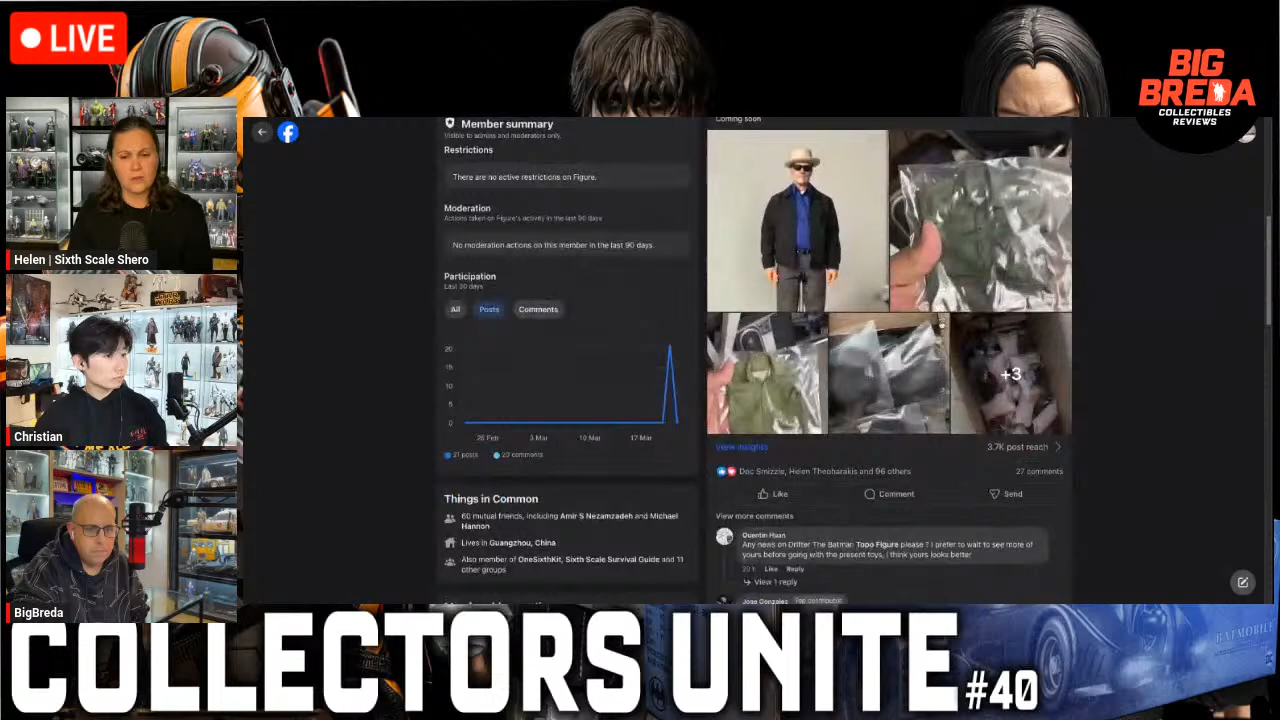 LIVE
BIG
BREDA
COLLECTIBLES
REVIEWS
Helen | Sixth Scale Shero
Christian
BigBreda
Member summary
Visible to admins and moderators only.
Restrictions
There are no active restrictions on Figure.
Moderation
Actions taken on Figure's activity in the last 90 days
No moderation actions on this member in the last 90 days.
Participation
Last 30 days
All
Posts
Comments
20
15
10
5
0
26 Feb
3 Mar
10 Mar
17 Mar
21 posts
20 comments
Things in Common
60 mutual friends, including Amir S Nezamzadeh and Michael
Hannon
Lives in Guangzhou, China
Also member of OneSixthKit, Sixth Scale Survival Guide and 11
other groups
Coming soon
+3
View insights
3.7K post reach
Doc Smizzle, Helen Theoharakis and 96 others
27 comments
Like
Comment
Send
View more comments
Quentin Huan
Any news on Drifter The Batman Topo Figure please ? I prefer to wait to see more of
yours before going with the present toys, i think yours looks better
20 h
Like
Reply
View 1 reply
Jose Gonzalez
Top contributor
COLLECTORS UNITE #40
BATMOBILE